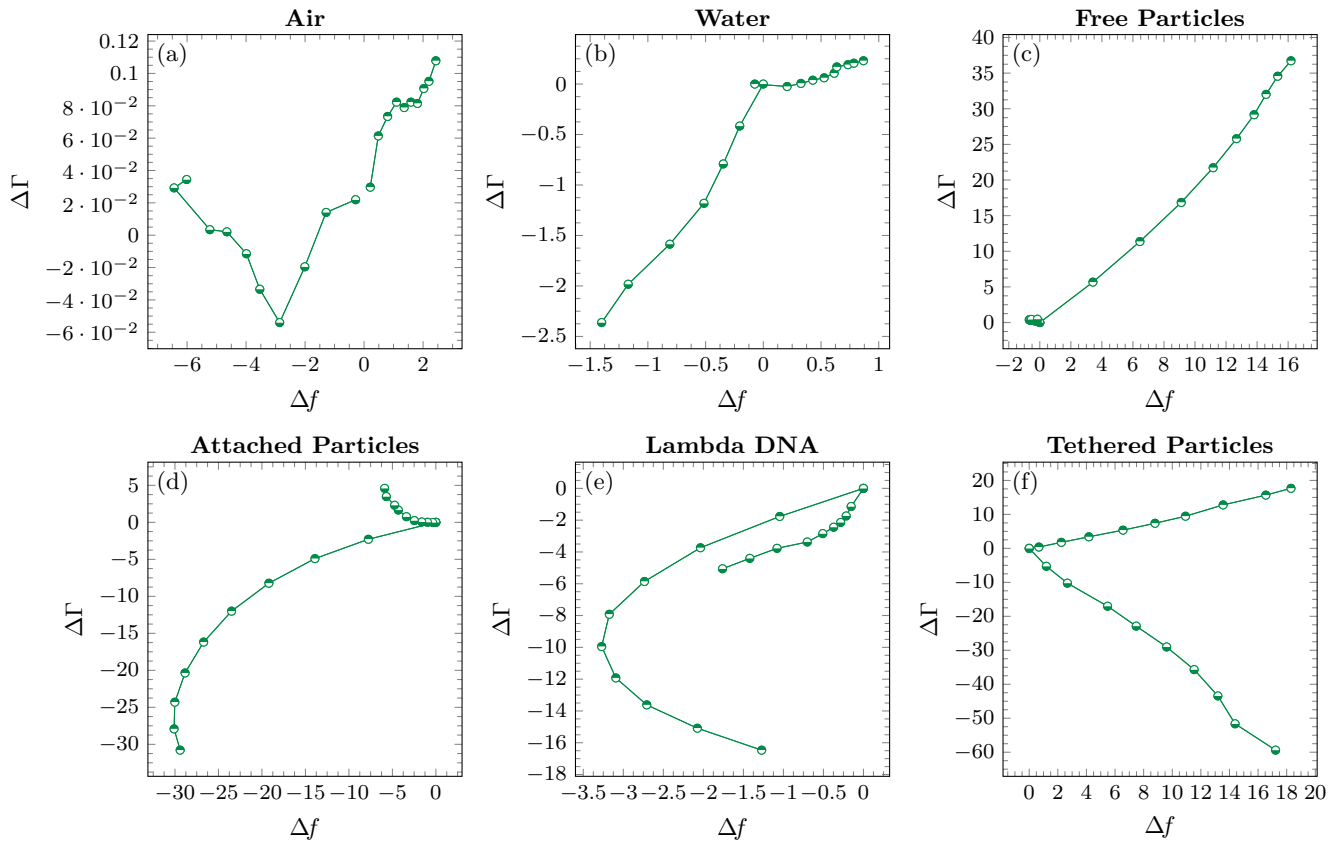 Air
(a)
0.12
0.1
8 · 10−2
6 · 10−2
4 · 10−2
2 · 10−2
0
−2 · 10−2
−4 · 10−2
−6 · 10−2
ΔΓ
−6 −4 −2 0 2
Δf
Water
(b)
0
−0.5
−1
−1.5
−2
−2.5
ΔΓ
−1.5 −1 −0.5 0 0.5 1
Δf
Free Particles
(c)
40
35
30
25
20
15
10
5
0
ΔΓ
−2 0 2 4 6 8 10 12 14 16
Δf
Attached Particles
(d)
5
0
−5
−10
−15
−20
−25
−30
ΔΓ
−30 −25 −20 −15 −10 −5 0
Δf
Lambda DNA
(e)
0
−2
−4
−6
−8
−10
−12
−14
−16
−18
ΔΓ
−3.5 −3 −2.5 −2 −1.5 −1 −0.5 0
Δf
Tethered Particles
(f)
20
10
0
−10
−20
−30
−40
−50
−60
ΔΓ
0 2 4 6 8 10 12 14 16 18 20
Δf